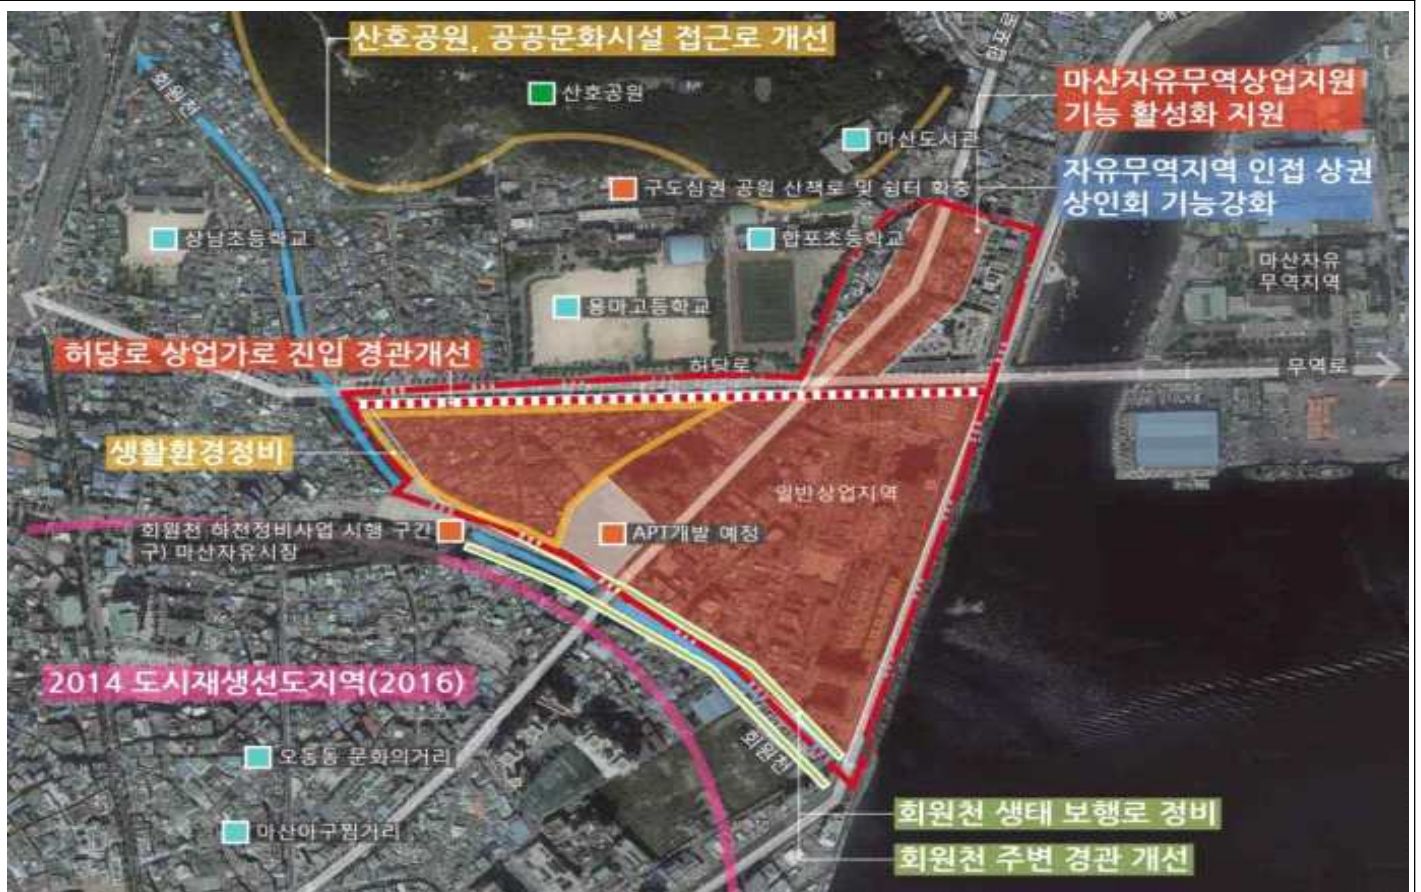 산호공원, 공공문화시설 접근로 개선
회원천
산호공원
마산도서관
마산자유무역상업지원
기능 활성화 지원
자유무역지역 인접 상권
상인회 기능강화
구도심권 공원 산책로 및 쉼터 확충
상남초등학교
합포초등학교
용마고등학교
마산자유
무역지역
허당로 상업가로 진입 경관개선
허당로
무역로
생활환경정비
일반상업지역
회원천 하천정비사업 시행 구간
구) 마산자유시장
APT개발 예정
2014 도시재생선도지역(2016)
오동동 문화의거리
회원천
마산아구찜거리
회원천 생태 보행로 정비
회원천 주변 경관 개선